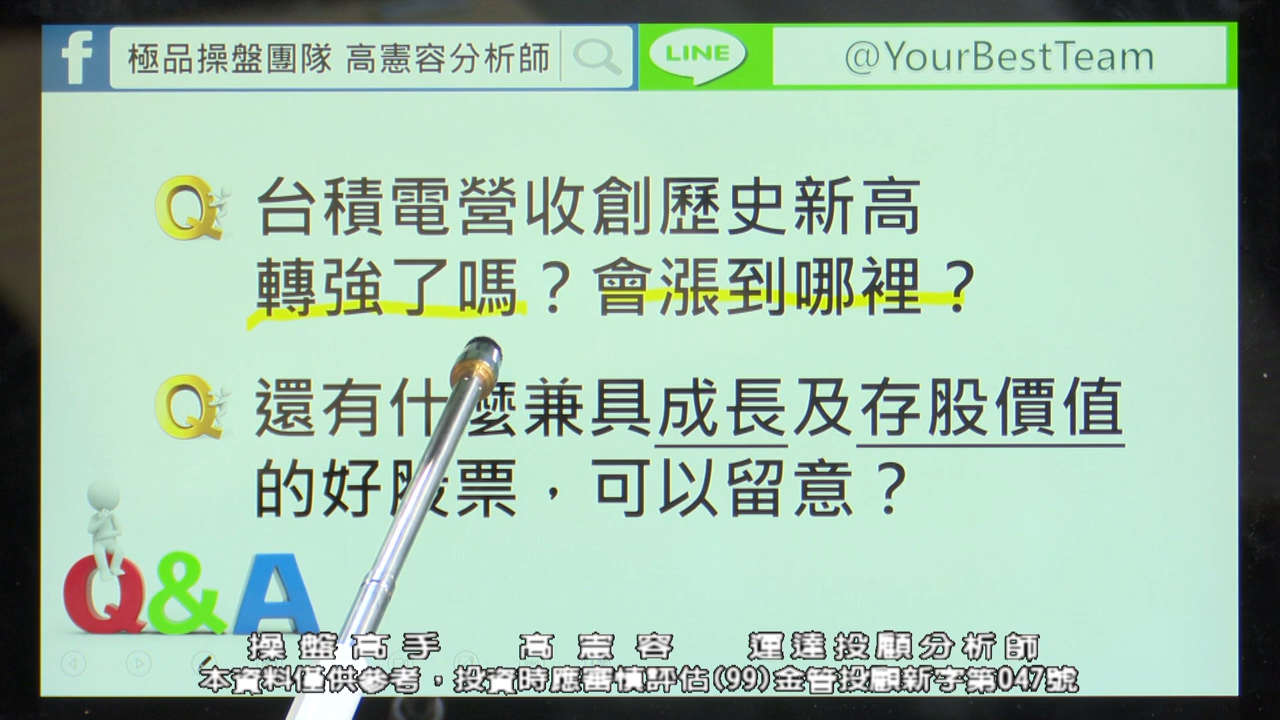 f 極品操盤團隊 高憲容分析師 LINE @YourBestTeam
Q 台積電營收創歷史新高
轉強了嗎？會漲到哪裡？
Q 還有什麼兼具成長及存股價值
的好股票，可以留意？
Q&A
操盤高手 高憲容 運達投顧分析師
本資料僅供參考，投資時應審慎評估(99)金管投顧新字第047號